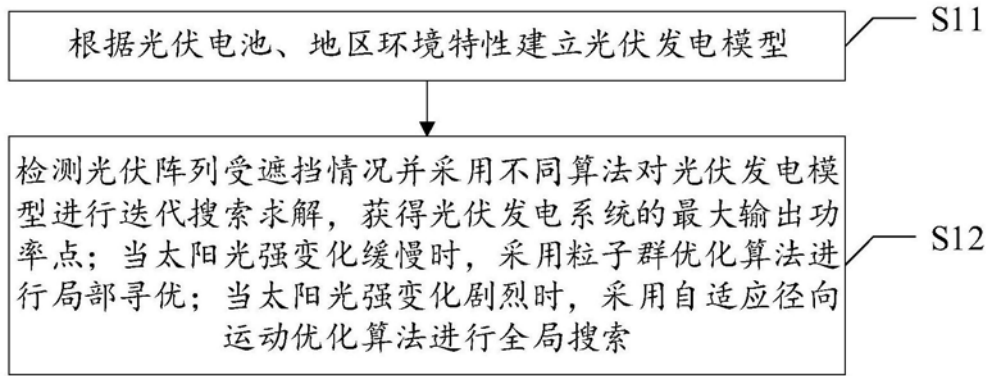 根据光伏电池、地区环境特性建立光伏发电模型
S11
检测光伏阵列受遮挡情况并采用不同算法对光伏发电模
型进行迭代搜索求解，获得光伏发电系统的最大输出功
率点；当太阳光强变化缓慢时，采用粒子群优化算法进
行局部寻优；当太阳光强变化剧烈时，采用自适应径向
运动优化算法进行全局搜索
S12